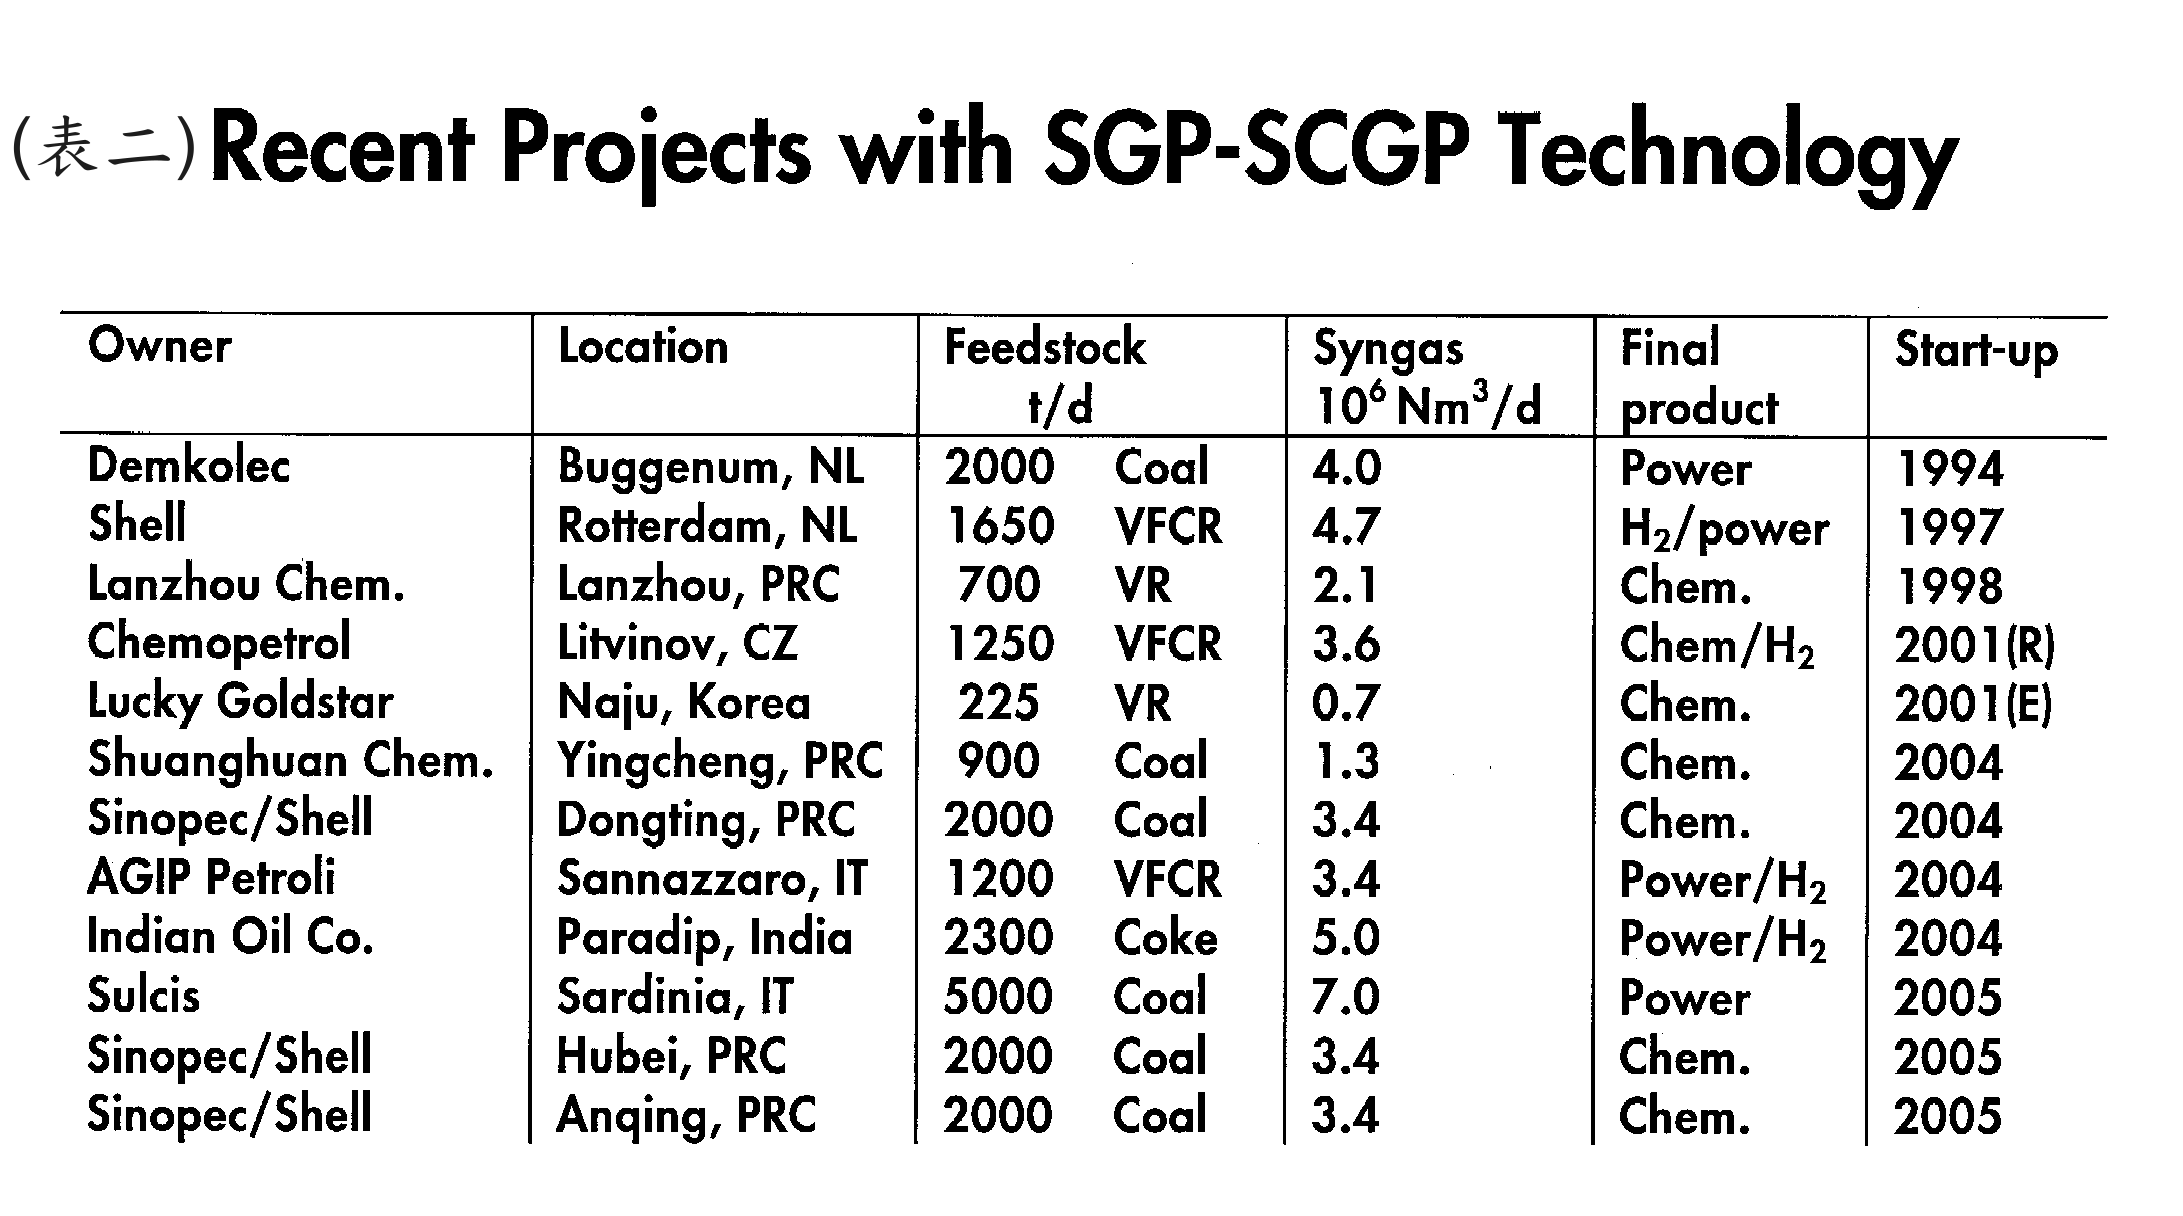 (表二) Recent Projects with SGP-SCGP Technology
Owner Location Feedstock t/d Syngas 10⁶ Nm³/d Final product Start-up
Demkolec Buggenum, NL 2000 Coal 4.0 Power 1994
Shell Rotterdam, NL 1650 VFCR 4.7 H₂/power 1997
Lanzhou Chem. Lanzhou, PRC 700 VR 2.1 Chem. 1998
Chemopetrol Litvinov, CZ 1250 VFCR 3.6 Chem/H₂ 2001(R)
Lucky Goldstar Naju, Korea 225 VR 0.7 Chem. 2001(E)
Shuanghuan Chem. Yingcheng, PRC 900 Coal 1.3 Chem. 2004
Sinopec/Shell Dongting, PRC 2000 Coal 3.4 Chem. 2004
AGIP Petroli Sannazzaro, IT 1200 VFCR 3.4 Power/H₂ 2004
Indian Oil Co. Paradip, India 2300 Coke 5.0 Power/H₂ 2004
Sulcis Sardinia, IT 5000 Coal 7.0 Power 2005
Sinopec/Shell Hubei, PRC 2000 Coal 3.4 Chem. 2005
Sinopec/Shell Anqing, PRC 2000 Coal 3.4 Chem. 2005